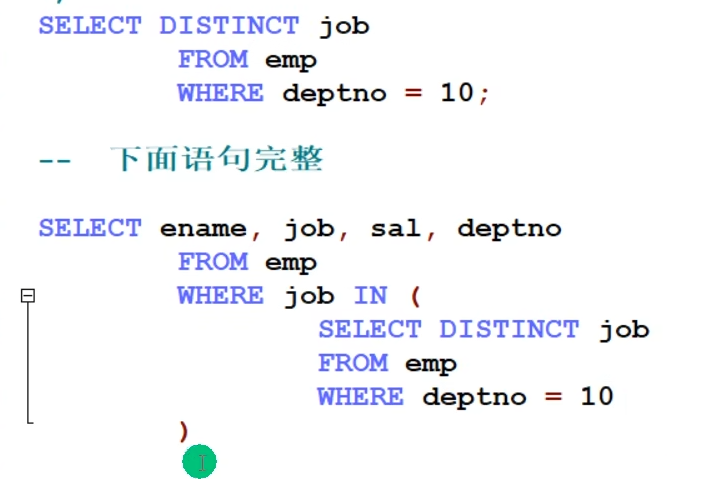 SELECT DISTINCT job
FROM emp
WHERE deptno = 10;
-- 下面语句完整
SELECT ename, job, sal, deptno
FROM emp
WHERE job IN (
SELECT DISTINCT job
FROM emp
WHERE deptno = 10
)